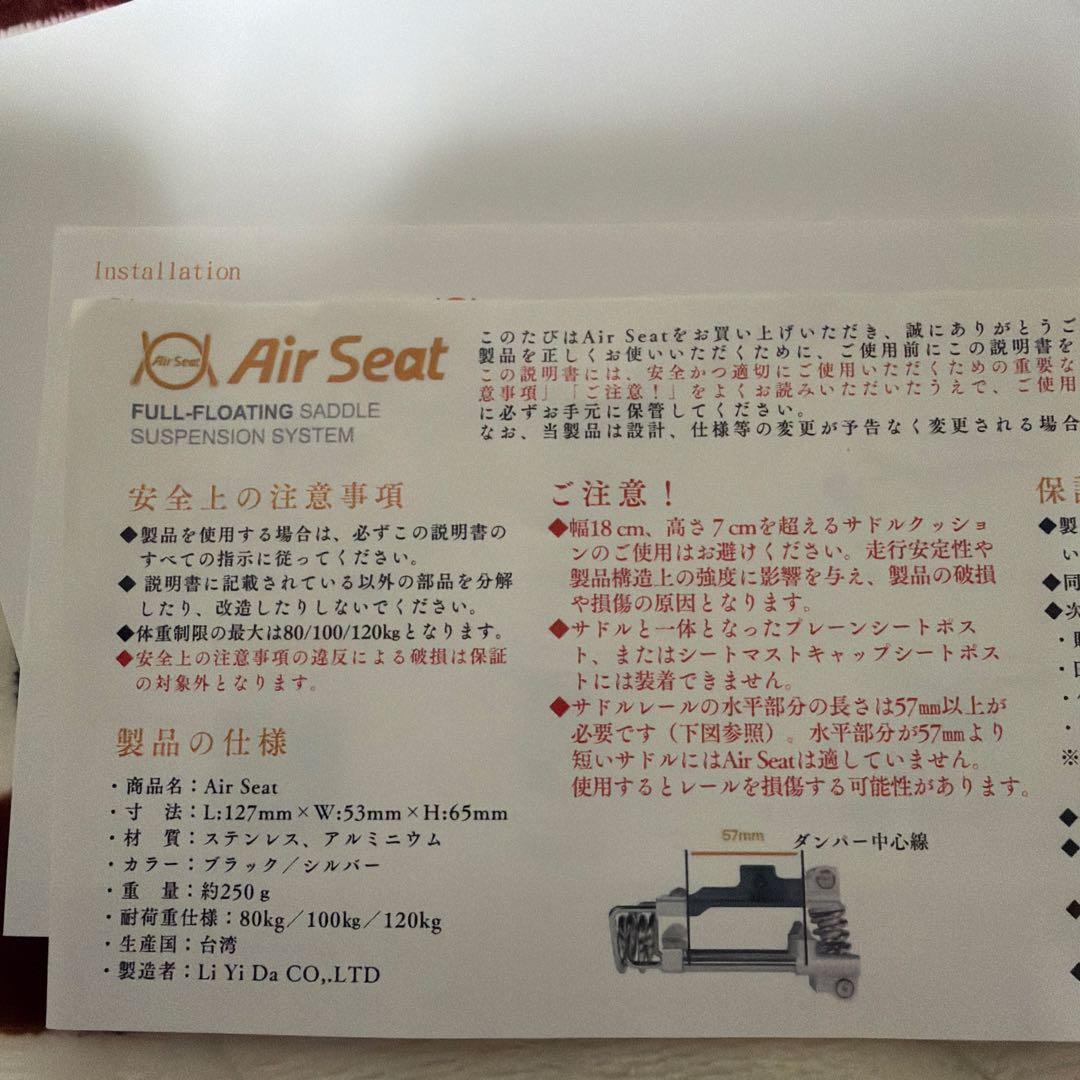 Installation
Air Seat
Air Seat
FULL-FLOATING SADDLE
SUSPENSION SYSTEM
このたびはAir Seatをお買い上げいただき、誠にありがとうご
製品を正しくお使いいただくために、ご使用前にこの説明書を
この説明書には、安全かつ適切にご使用いただくための重要な
意事項」「ご注意!」をよくお読みいただいたうえで、ご使用
に必ずお手元に保管してください。
なお、当製品は設計、仕様等の変更が予告なく変更される場合
安全上の注意事項
◆製品を使用する場合は、必ずこの説明書の
すべての指示に従ってください。
◆ 説明書に記載されている以外の部品を分解
したり、改造したりしないでください。
◆体重制限の最大は80/100/120kgとなります。
◆安全上の注意事項の違反による破損は保証
の対象外となります。
製品の仕様
・商品名:Air Seat
・寸 法:L:127mm×W:53mm×H:65mm
・材 質:ステンレス、アルミニウム
・カラー:ブラック/シルバー
・重 量:約250g
・耐荷重仕様:80kg/100kg/120kg
・生産国:台湾
・製造者:Li Yi Da CO,.LTD
ご注意!
◆幅18cm、高さ7cmを超えるサドルクッショ
ンのご使用はお避けください。走行安定性や
製品構造上の強度に影響を与え、製品の破損
や損傷の原因となります。
◆サドルと一体となったプレーンシートポス
ト、またはシートマストキャップシートポス
トには装着できません。
◆サドルレールの水平部分の長さは57mm以上が
必要です(下図参照)。水平部分が57mmより
短いサドルにはAir Seatは適していません。
使用するとレールを損傷する可能性があります。
57mm
ダンパー中心線
保
◆製
い
◆同
◆次
※